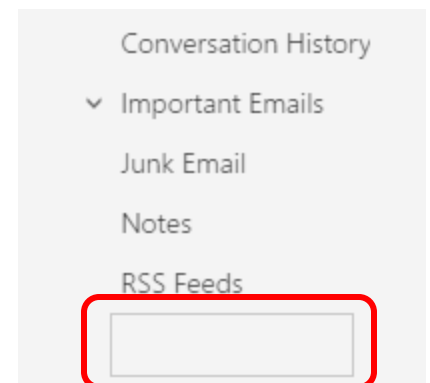 Conversation History
Important Emails
Junk Email
Notes
RSS Feeds